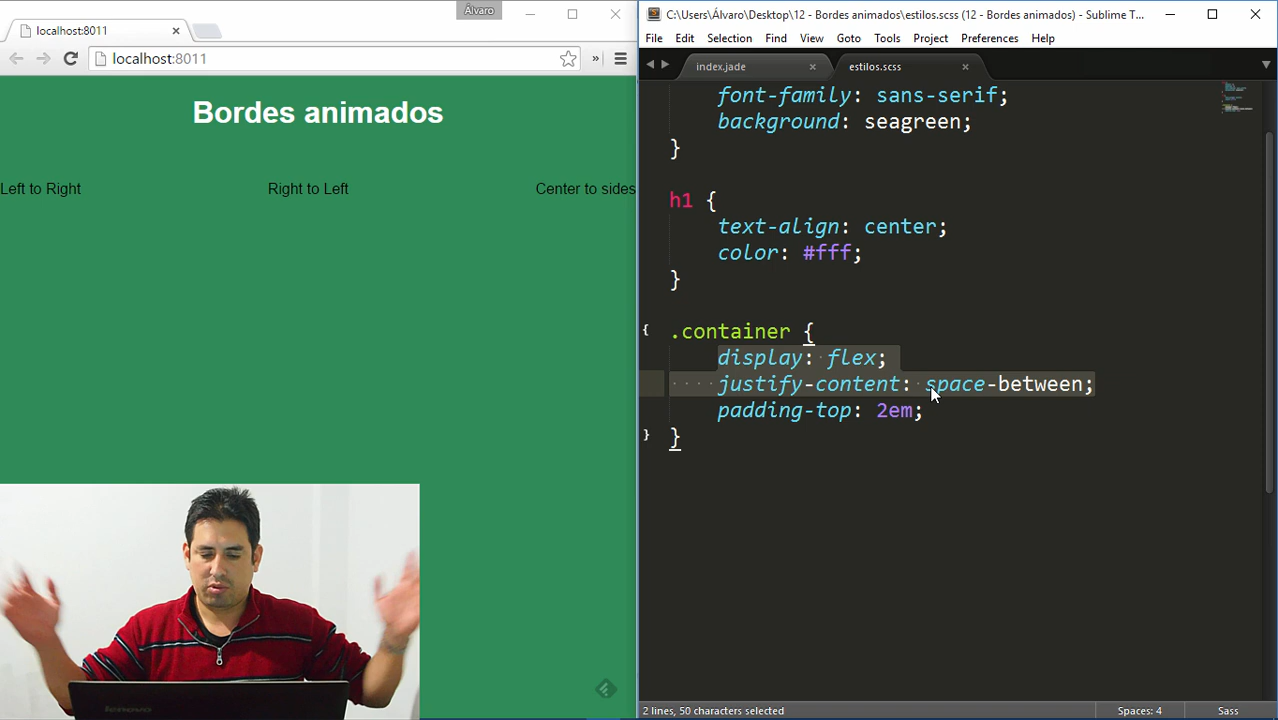 Álvaro
localhost:8011
localhost:8011
Bordes animados
Left to Right
Right to Left
Center to sides
C:\Users\Álvaro\Desktop\12 - Bordes animados\estilos.scss (12 - Bordes animados) - Sublime T...
File Edit Selection Find View Goto Tools Project Preferences Help
index.jade
estilos.scss
font-family: sans-serif;
background: seagreen;
}
h1 {
text-align: center;
color: #fff;
}
.container {
display: flex;
justify-content: space-between;
padding-top: 2em;
}
lenovo
2 lines, 50 characters selected
Spaces: 4
Sass